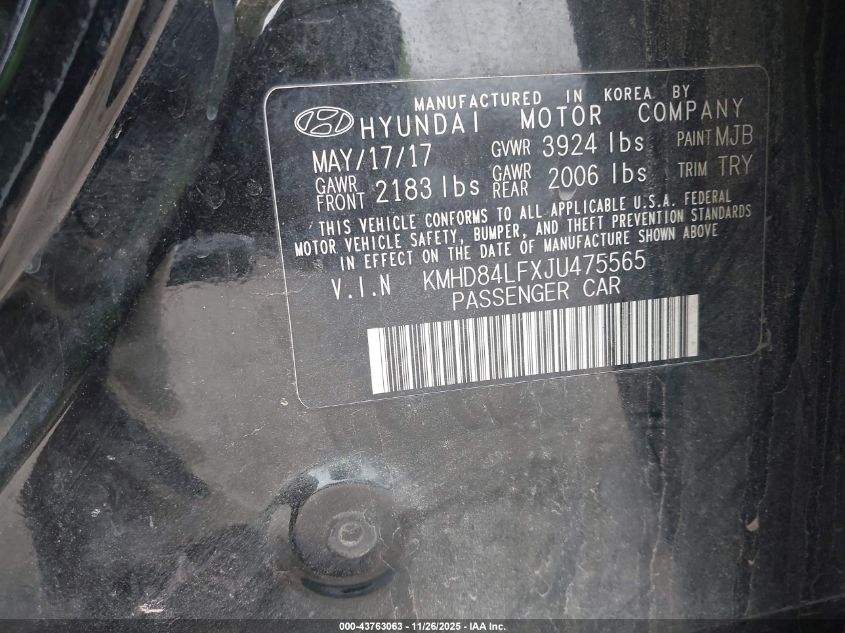 MANUFACTURED IN KOREA BY
HYUNDAI MOTOR COMPANY
MAY/17/17 GVWR 3924 lbs PAINT MJB
GAWR FRONT 2183 lbs GAWR REAR 2006 lbs TRIM TRY
THIS VEHICLE CONFORMS TO ALL APPLICABLE U.S.A. FEDERAL
MOTOR VEHICLE SAFETY, BUMPER, AND THEFT PREVENTION STANDARDS
IN EFFECT ON THE DATE OF MANUFACTURE SHOWN ABOVE
V.I.N KMHD84LFXJU475565
PASSENGER CAR
000-43763063 - 11/26/2025 - IAA Inc.